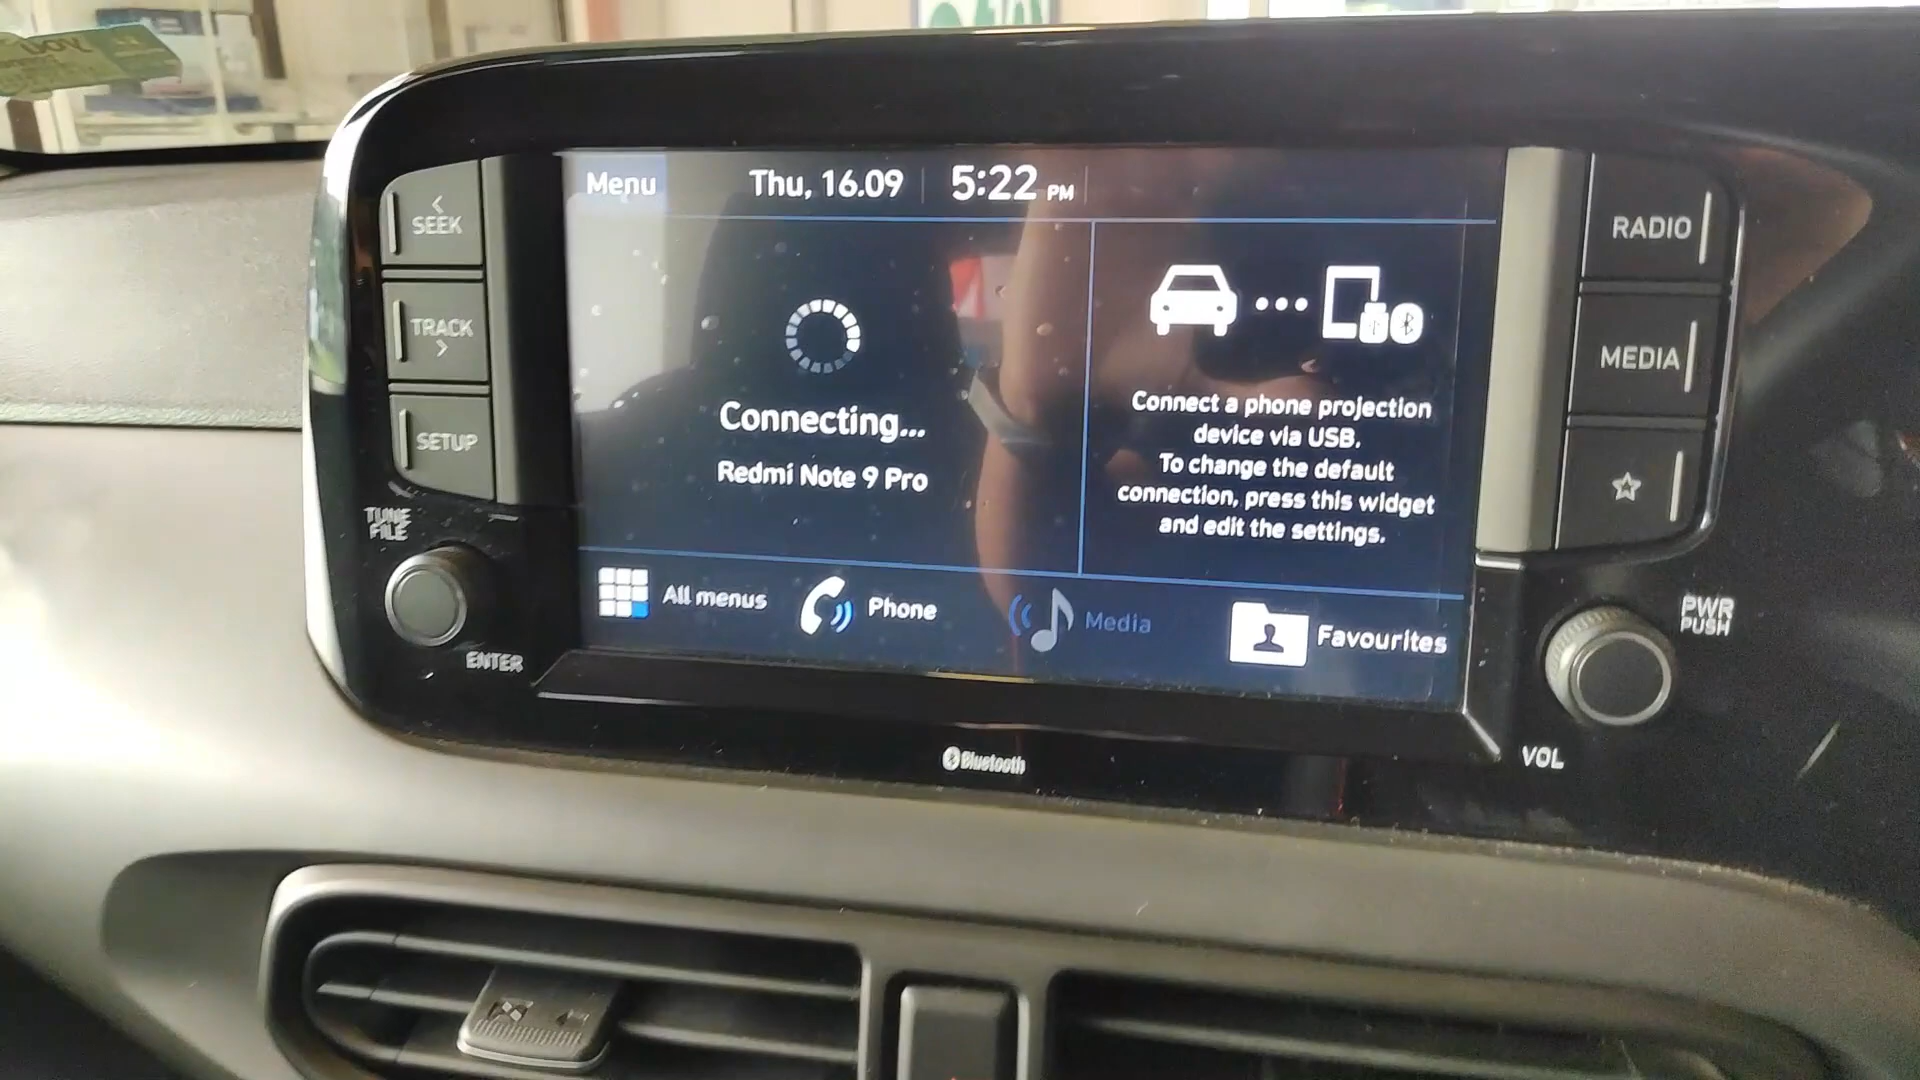 Menu
Thu, 16.09
5:22 PM
SEEK
TRACK
SETUP
TUNE
FILE
ENTER
Connecting...
Redmi Note 9 Pro
Connect a phone projection
device via USB.
To change the default
connection, press this widget
and edit the settings.
All menus
Phone
Media
Favourites
RADIO
MEDIA
PWR
PUSH
VOL
Bluetooth